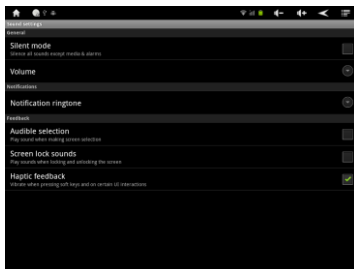 Sound settings
General
Silent mode
Silence all sounds except media & alarms
Volume
Notifications
Notification ringtone
Feedback
Audible selection
Play sound when making screen selection
Screen lock sounds
Play sounds when locking and unlocking the screen
Haptic feedback
Vibrate when pressing soft keys and on certain UI interactions